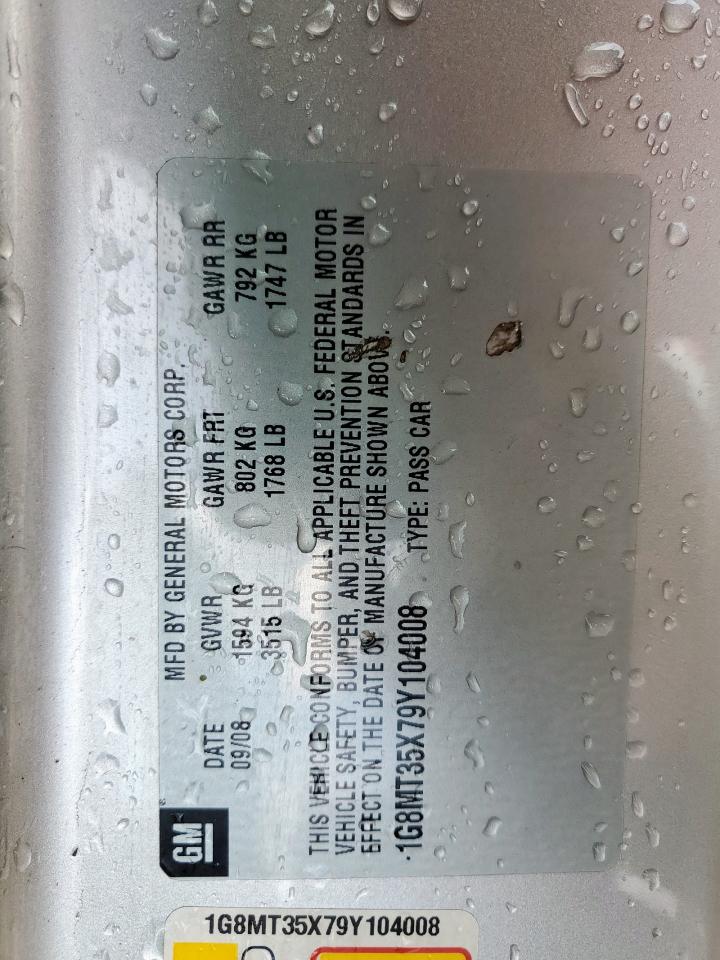 GM
MFD BY GENERAL MOTORS CORP.
DATE GVWR GAWR FRT GAWR RR
09/08 1594 KG 802 KG 792 KG
3515 LB 1768 LB 1747 LB
THIS VEHICLE CONFORMS TO ALL APPLICABLE U.S. FEDERAL MOTOR
VEHICLE SAFETY, BUMPER, AND THEFT PREVENTION STANDARDS IN
EFFECT ON THE DATE OF MANUFACTURE SHOWN ABOVE.
1G8MT35X79Y104008 TYPE: PASS CAR
1G8MT35X79Y104008